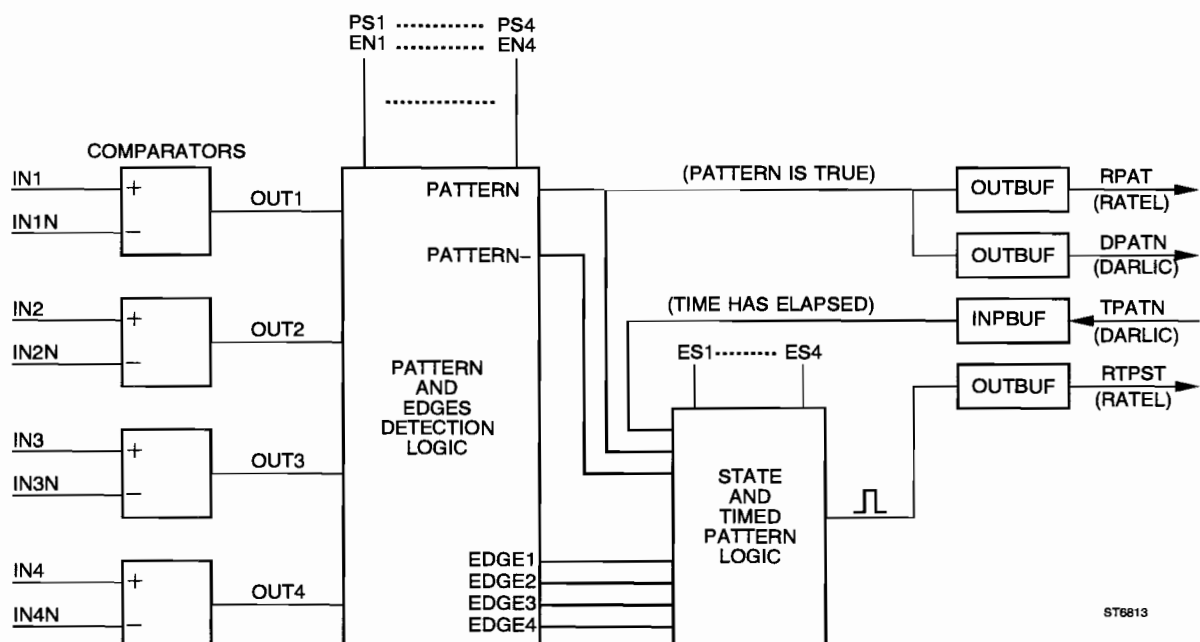 PS1 ............... PS4
EN1 ............... EN4
COMPARATORS
IN1
+
IN1N
−
OUT1
IN2
+
IN2N
−
OUT2
IN3
+
IN3N
−
OUT3
IN4
+
IN4N
−
OUT4
PATTERN
PATTERN−
PATTERN
AND
EDGES
DETECTION
LOGIC
EDGE1
EDGE2
EDGE3
EDGE4
(PATTERN IS TRUE)
(TIME HAS ELAPSED)
ES1 ......... ES4
STATE
AND
TIMED
PATTERN
LOGIC
OUTBUF
RPAT
(RATEL)
OUTBUF
DPATN
(DARLIC)
INPBUF
TPATN
(DARLIC)
OUTBUF
RTPST
(RATEL)
ST6813